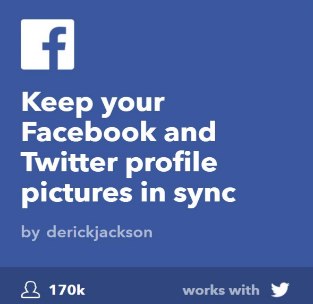 Keep your
Facebook and
Twitter profile
pictures in sync
by derickjackson
170k works with